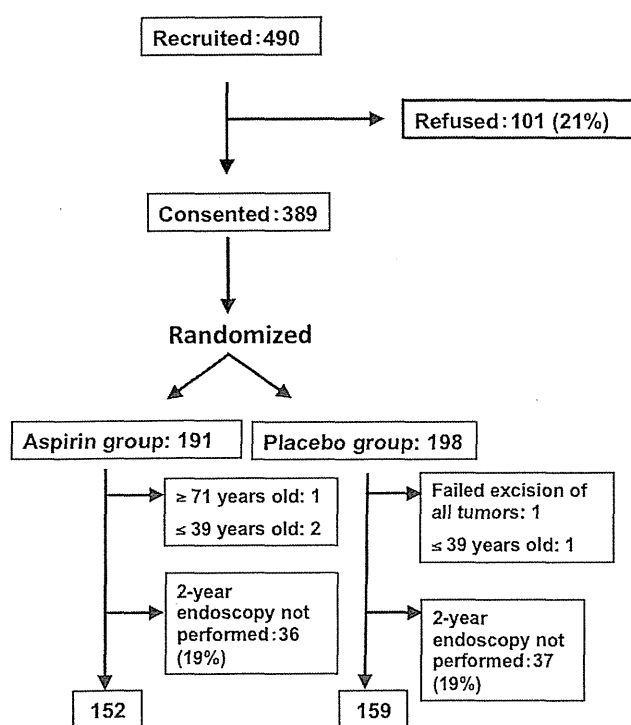 Recruited:490
Refused:101 (21%)
Consented:389
Randomized
Aspirin group: 191
Placebo group: 198
≥ 71 years old: 1
≤ 39 years old: 2
Failed excision of
all tumors: 1
≤ 39 years old: 1
2-year
endoscopy not
performed:36
(19%)
2-year
endoscopy not
performed:37
(19%)
152
159